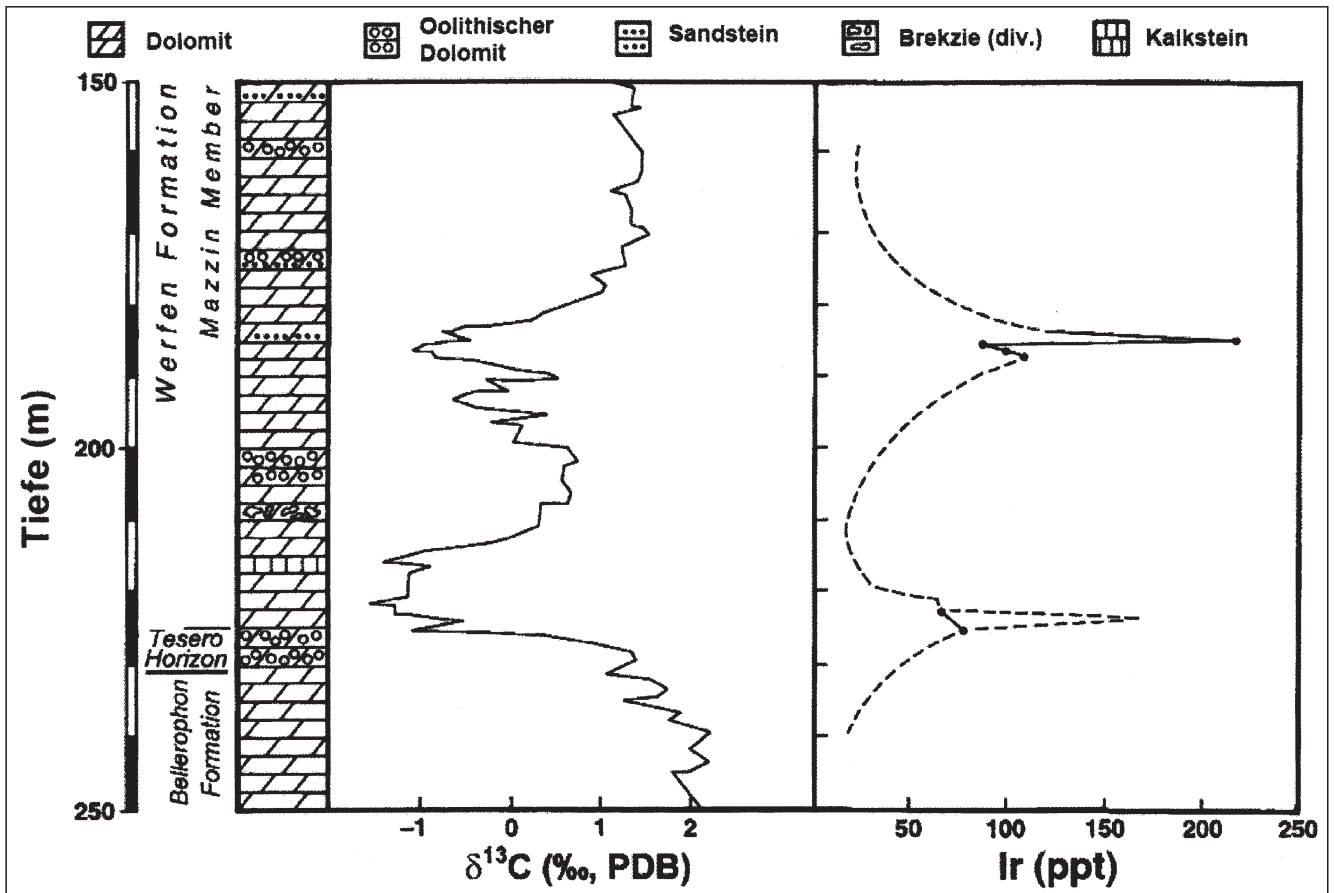 Dolomit
Oolithischer
Dolomit
Sandstein
Brekzie (div.)
Kalkstein
Tiefe (m)
150
200
250
Werfen Formation
Mazzin Member
Tesero
Horizon
Bellerophon
Formation
–1 0 1 2
δ¹³C (‰, PDB)
50 100 150 200 250
Ir (ppt)